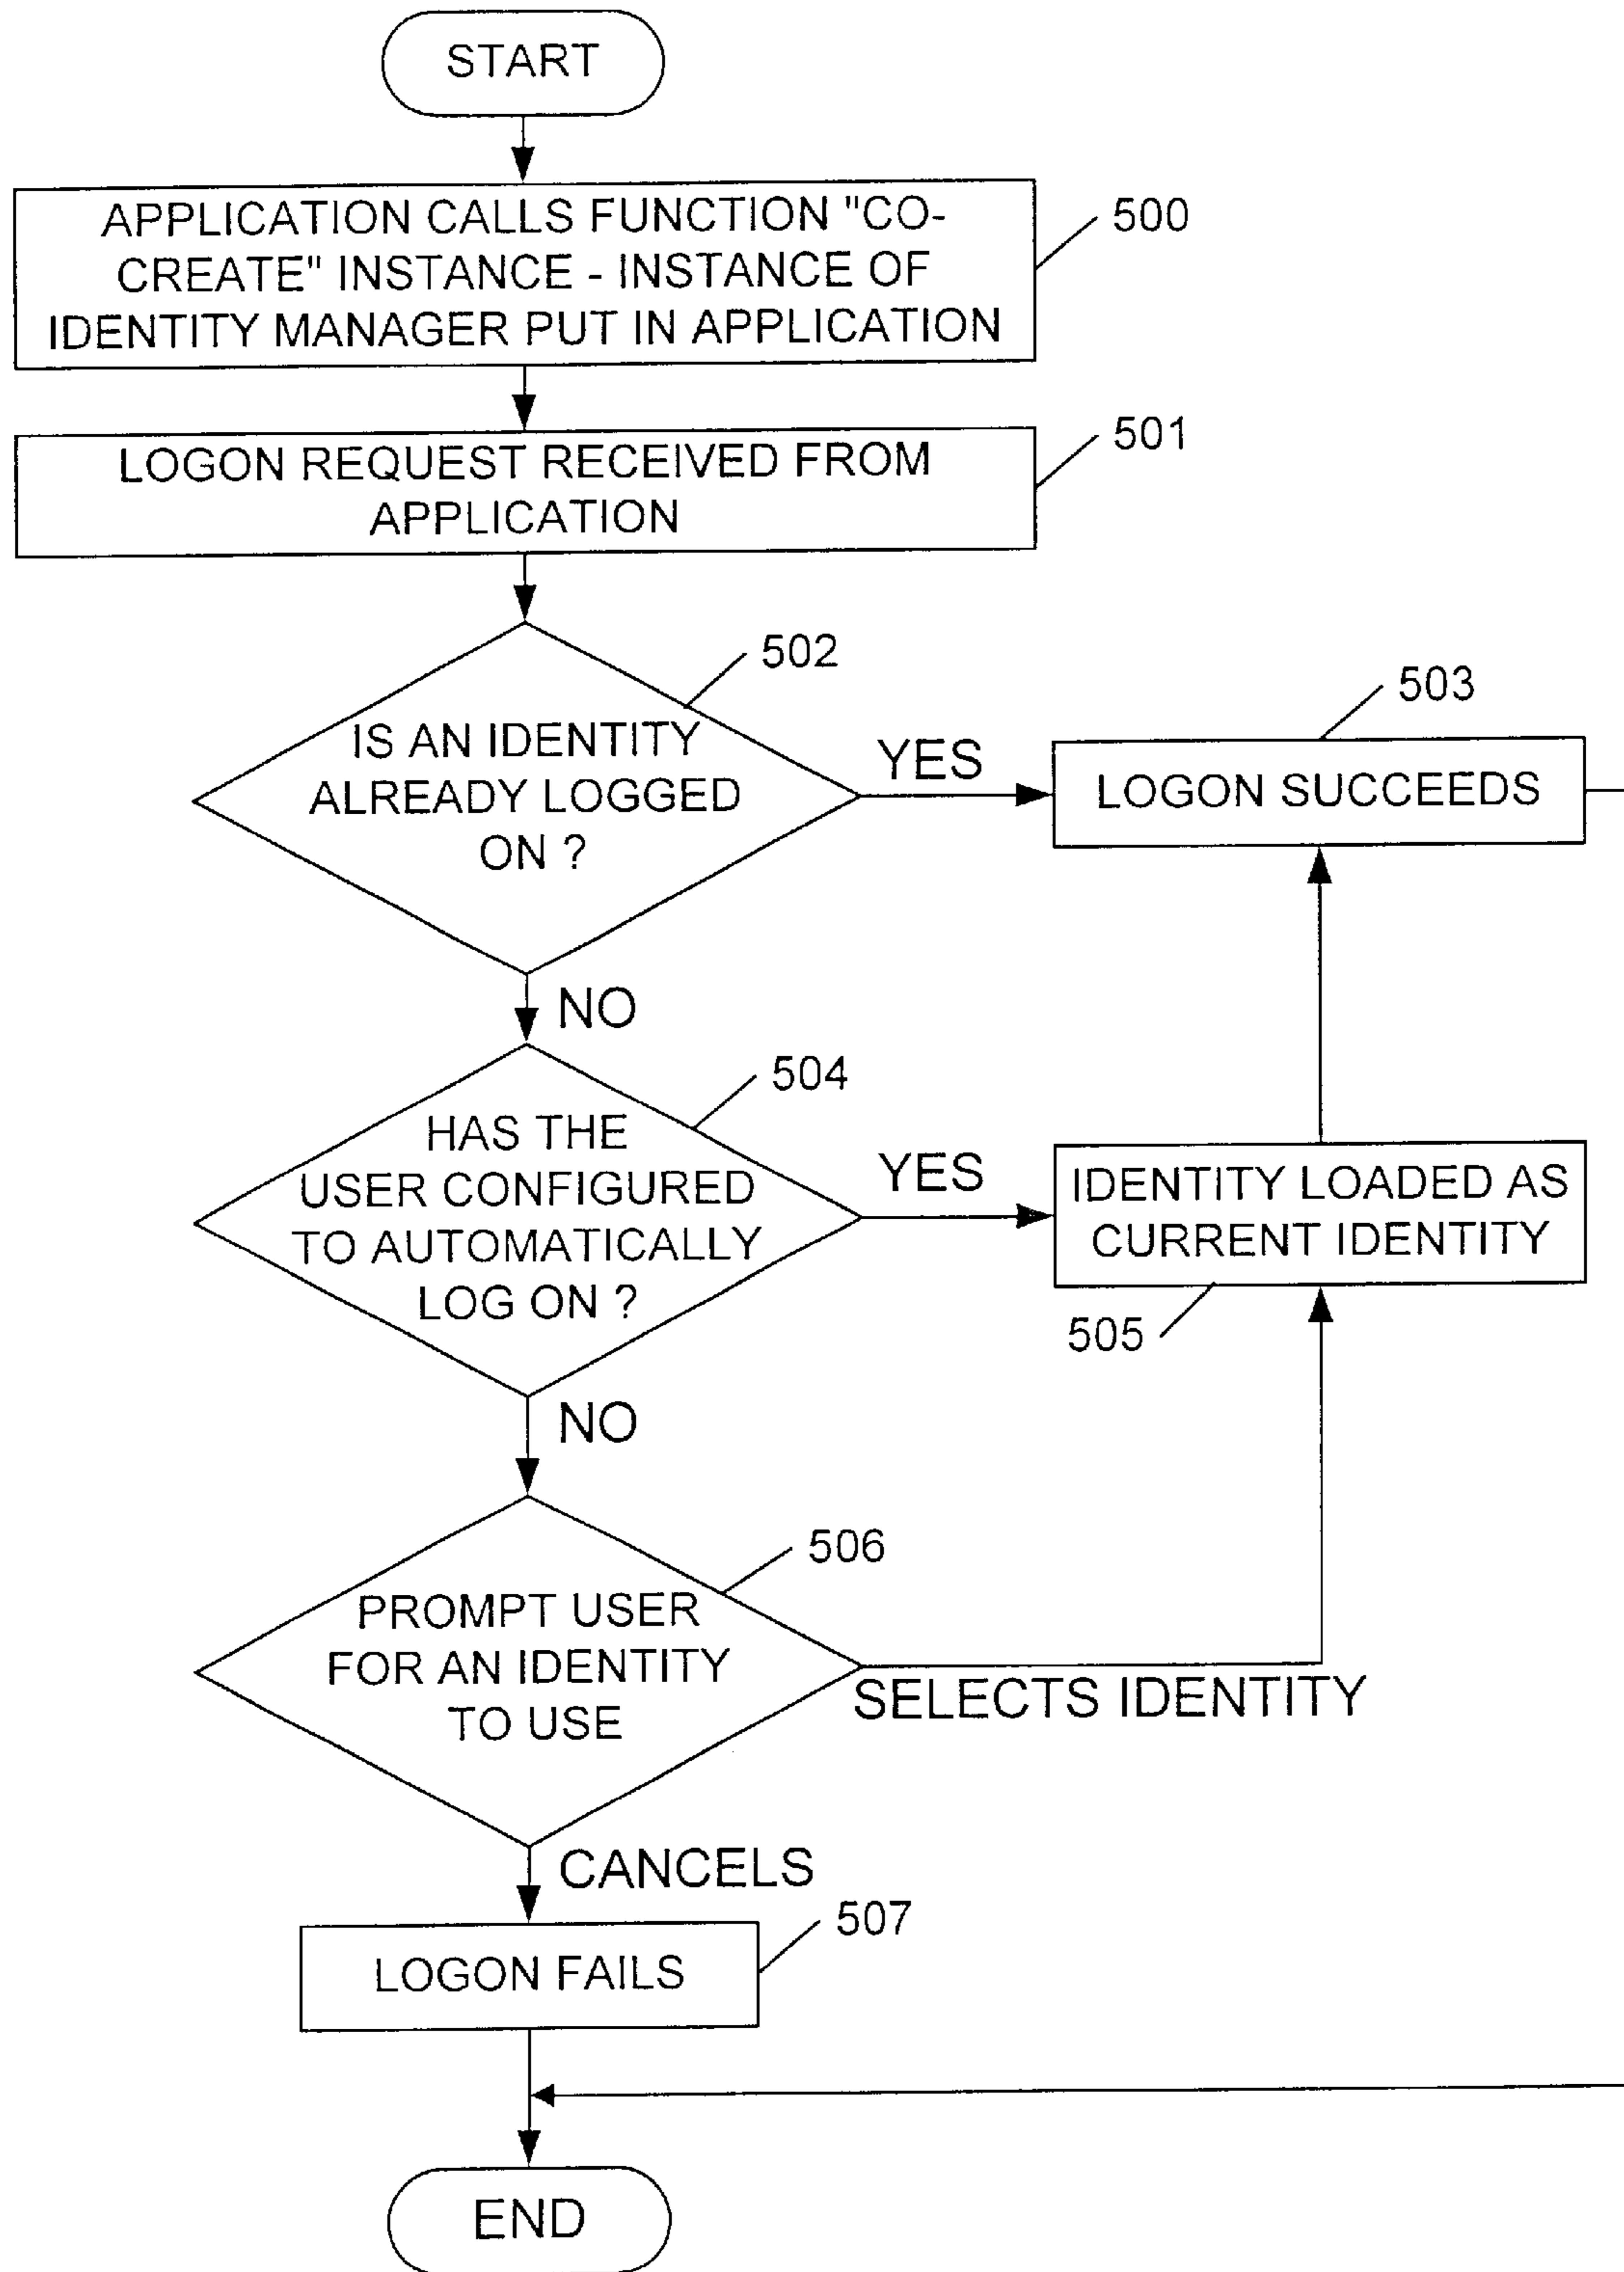 START
APPLICATION CALLS FUNCTION "CO-
CREATE" INSTANCE - INSTANCE OF
IDENTITY MANAGER PUT IN APPLICATION
500
LOGON REQUEST RECEIVED FROM
APPLICATION
501
502
IS AN IDENTITY
ALREADY LOGGED
ON ?
YES
503
LOGON SUCCEEDS
NO
504
HAS THE
USER CONFIGURED
TO AUTOMATICALLY
LOG ON ?
YES
IDENTITY LOADED AS
CURRENT IDENTITY
505
NO
506
PROMPT USER
FOR AN IDENTITY
TO USE
SELECTS IDENTITY
CANCELS
507
LOGON FAILS
END